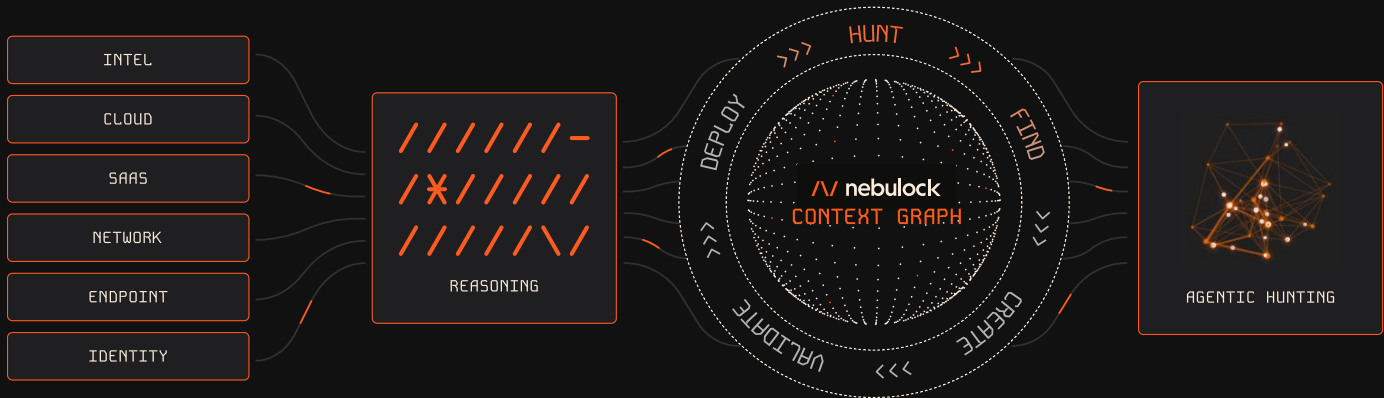 INTEL
CLOUD
SAAS
NETWORK
ENDPOINT
IDENTITY
REASONING
HUNT
FIND
CREATE
VALIDATE
DEPLOY
nebulock
CONTEXT GRAPH
AGENTIC HUNTING